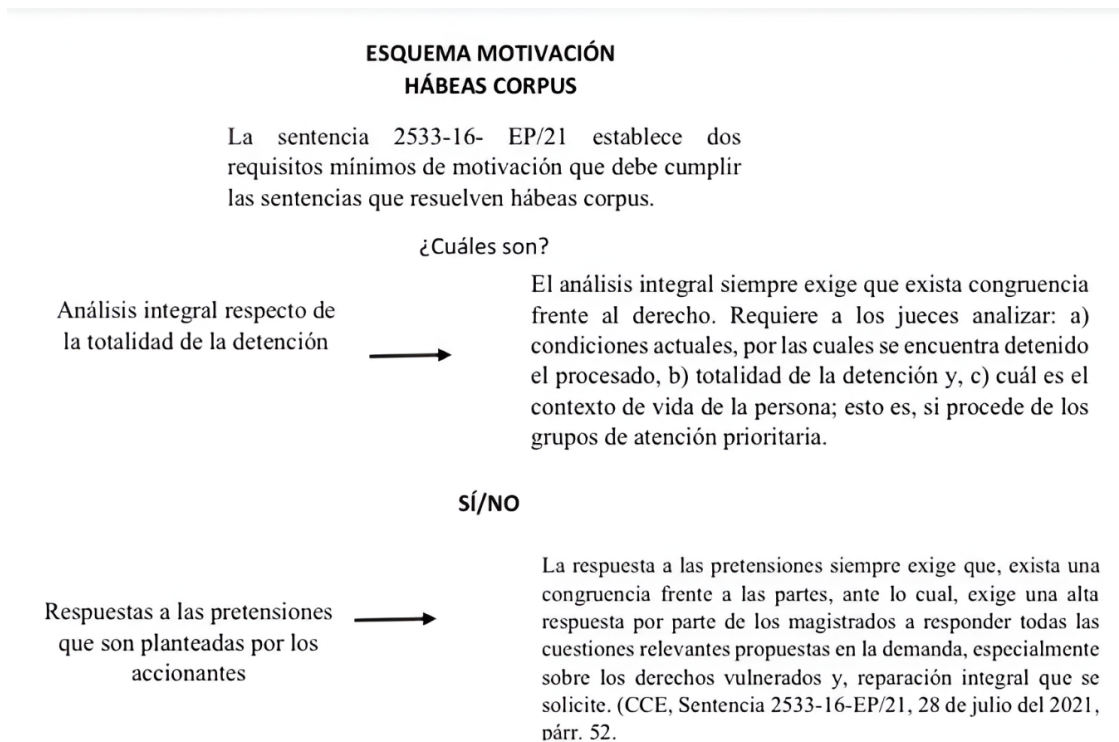 ESQUEMA MOTIVACIÓN
HÁBEAS CORPUS
La sentencia 2533-16- EP/21 establece dos
requisitos mínimos de motivación que debe cumplir
las sentencias que resuelven hábeas corpus.
¿Cuáles son?
Análisis integral respecto de
la totalidad de la detención
El análisis integral siempre exige que exista congruencia
frente al derecho. Requiere a los jueces analizar: a)
condiciones actuales, por las cuales se encuentra detenido
el procesado, b) totalidad de la detención y, c) cuál es el
contexto de vida de la persona; esto es, si procede de los
grupos de atención prioritaria.
SÍ/NO
Respuestas a las pretensiones
que son planteadas por los
accionantes
La respuesta a las pretensiones siempre exige que, exista una
congruencia frente a las partes, ante lo cual, exige una alta
respuesta por parte de los magistrados a responder todas las
cuestiones relevantes propuestas en la demanda, especialmente
sobre los derechos vulnerados y, reparación integral que se
solicite. (CCE, Sentencia 2533-16-EP/21, 28 de julio del 2021,
párr. 52.